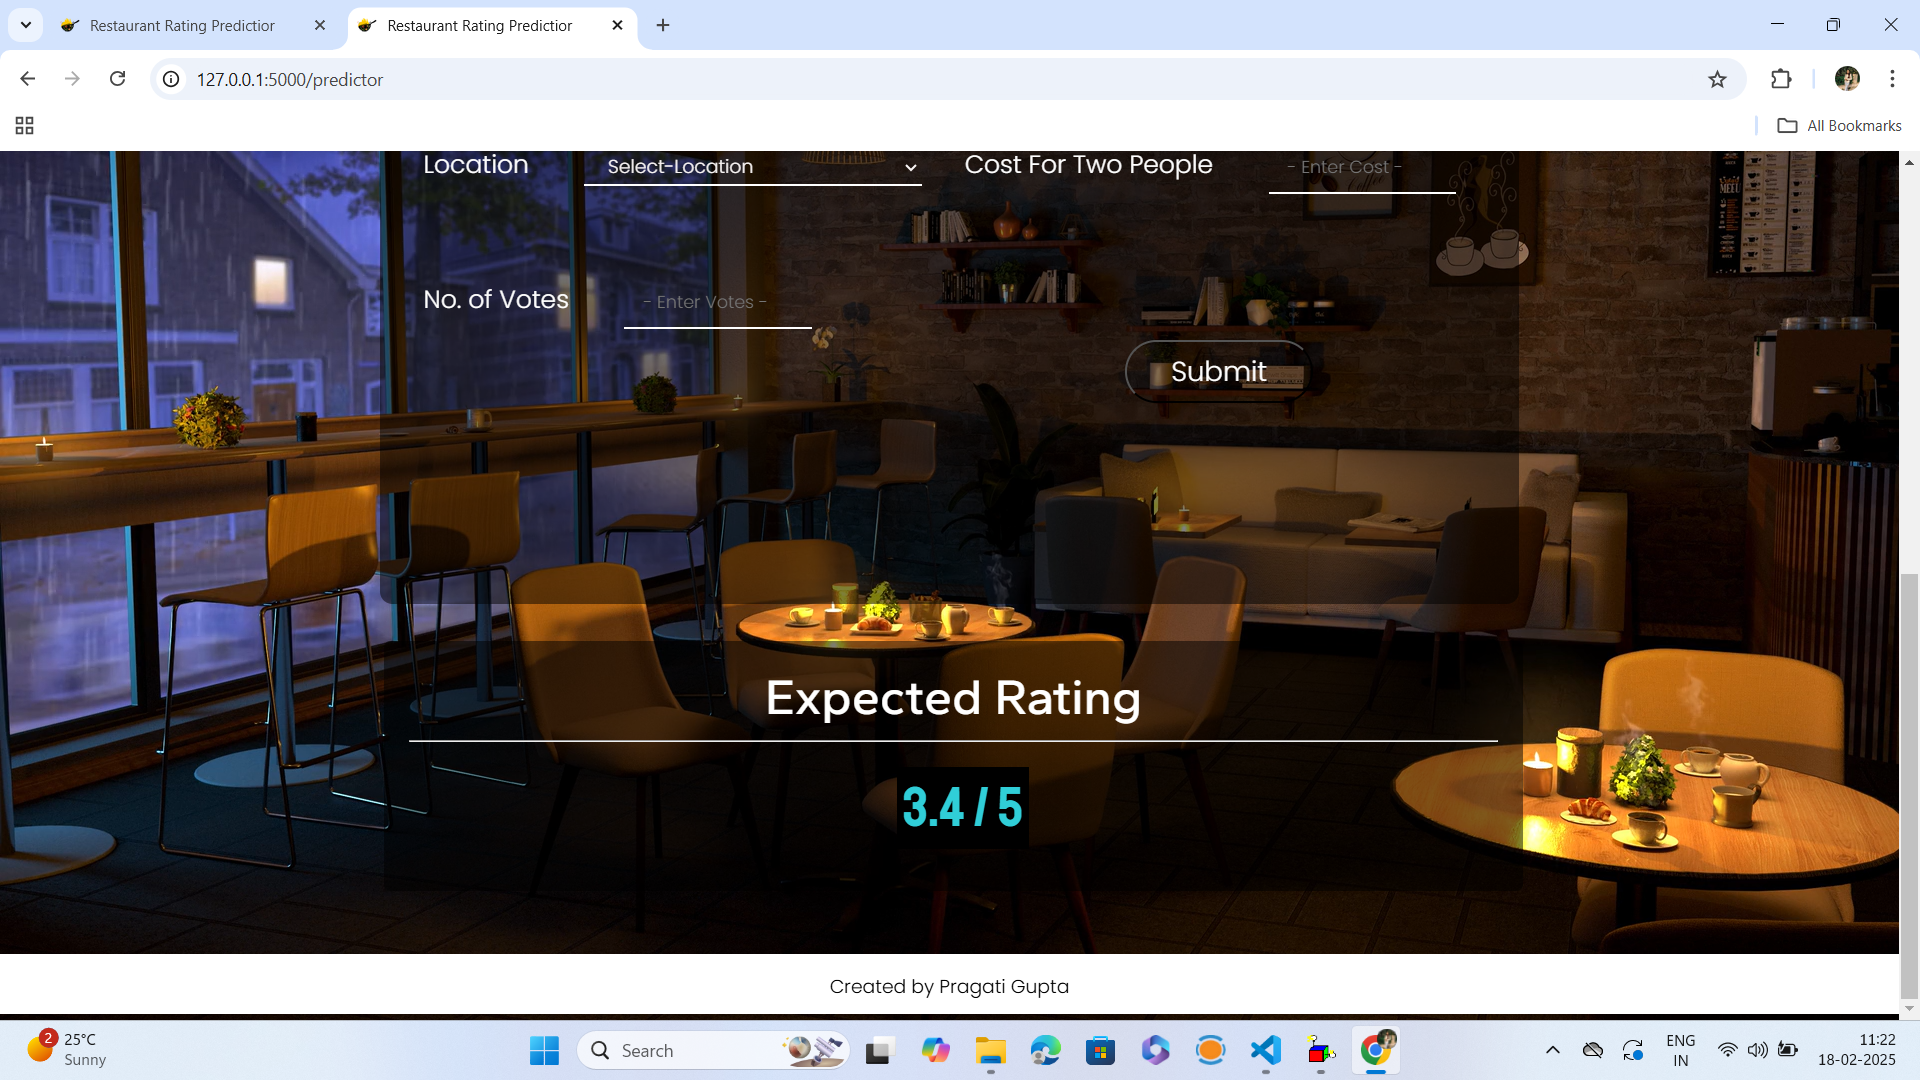 Restaurant Rating Predictior
Restaurant Rating Predictior
127.0.0.1:5000/predictor
All Bookmarks
Location
Select-Location
Cost For Two People
- Enter Cost -
No. of Votes
- Enter Votes -
Submit
Expected Rating
3.4 / 5
Created by Pragati Gupta
2
25°C
Sunny
Search
ENG
IN
11:22
18-02-2025